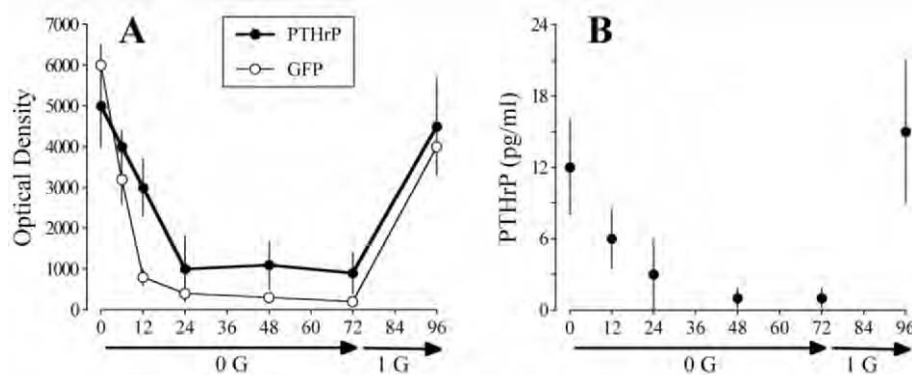 A
PTHrP
GFP
Optical Density
7000
6000
5000
4000
3000
2000
1000
0
0 12 24 36 48 60 72 84 96
0 G 1 G
B
PTHrP (pg/ml)
24
18
12
6
0
0 12 24 36 48 60 72 84 96
0 G 1 G